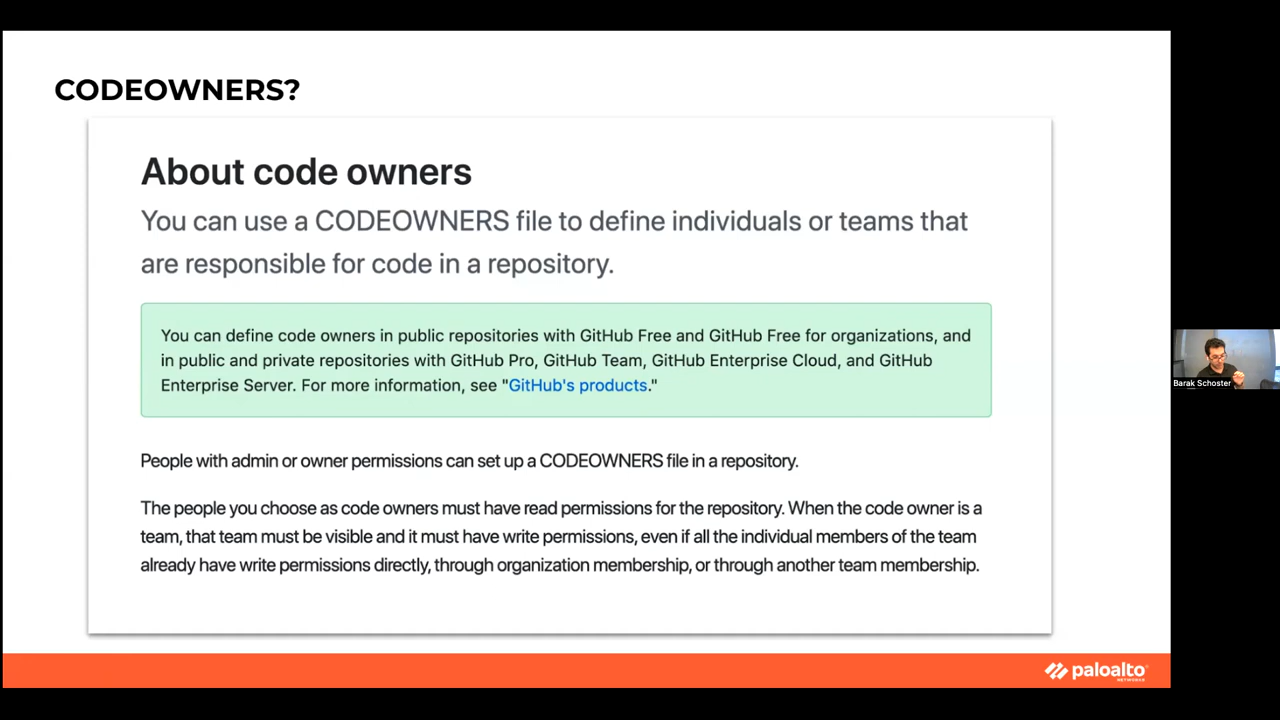 CODEOWNERS?
About code owners
You can use a CODEOWNERS file to define individuals or teams that
are responsible for code in a repository.
You can define code owners in public repositories with GitHub Free and GitHub Free for organizations, and
in public and private repositories with GitHub Pro, GitHub Team, GitHub Enterprise Cloud, and GitHub
Enterprise Server. For more information, see "GitHub's products."
People with admin or owner permissions can set up a CODEOWNERS file in a repository.
The people you choose as code owners must have read permissions for the repository. When the code owner is a
team, that team must be visible and it must have write permissions, even if all the individual members of the team
already have write permissions directly, through organization membership, or through another team membership.
Barak Schoster
paloalto
NETWORKS